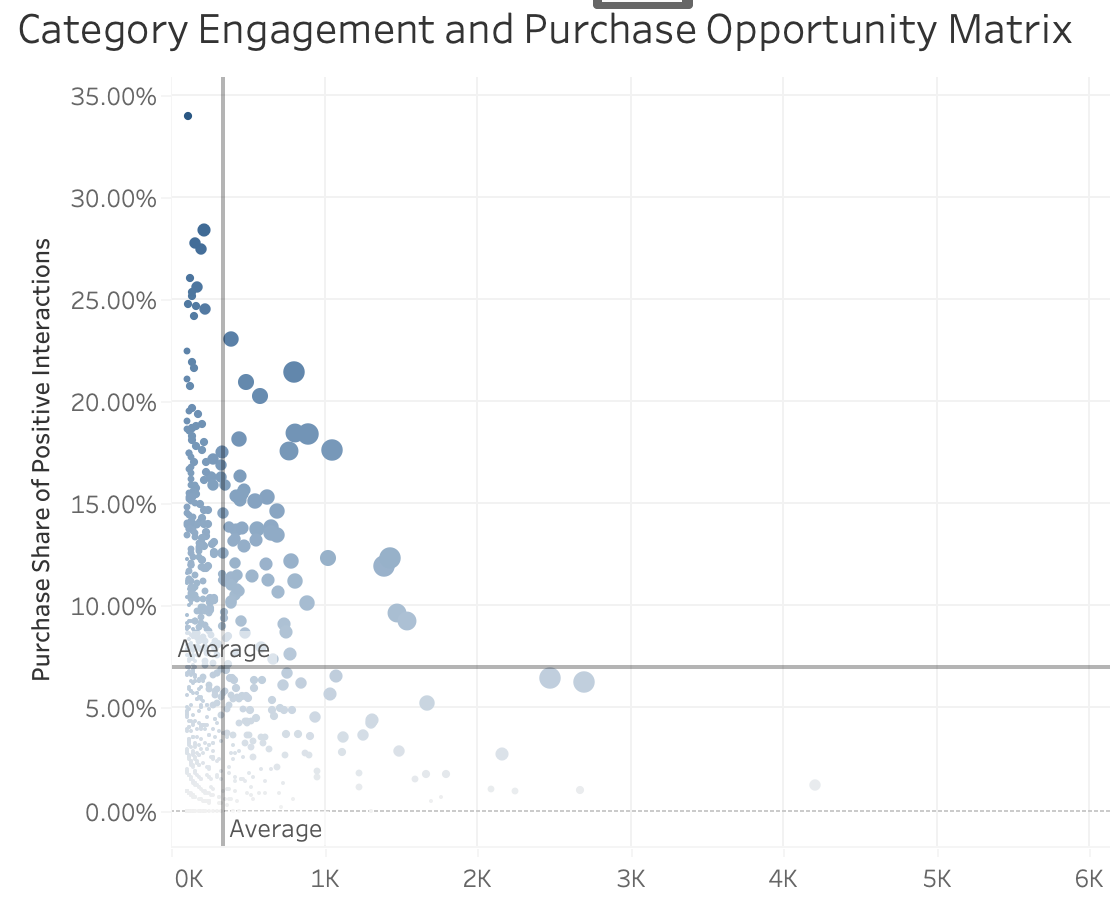 Category Engagement and Purchase Opportunity Matrix
35.00%
30.00%
25.00%
20.00%
15.00%
10.00%
5.00%
0.00%
Purchase Share of Positive Interactions
Average
Average
0K
1K
2K
3K
4K
5K
6K